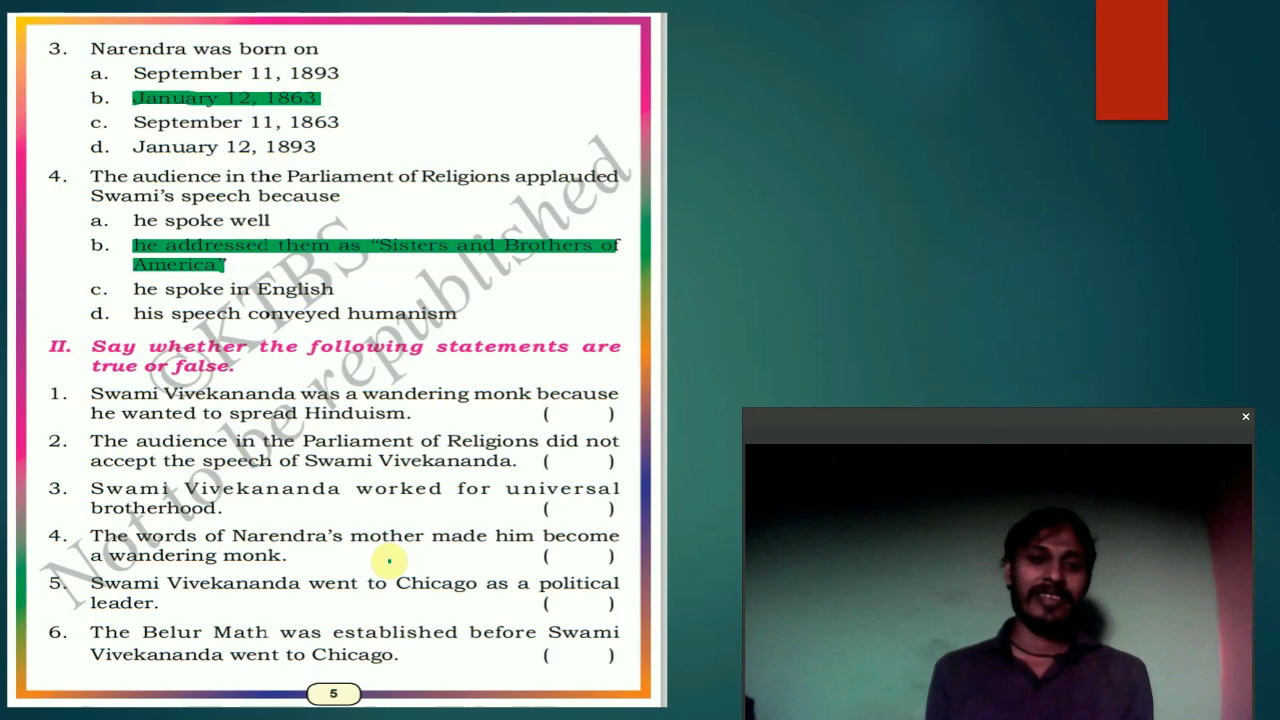 3. Narendra was born on
a. September 11, 1893
b. January 12, 1863
c. September 11, 1863
d. January 12, 1893
4. The audience in the Parliament of Religions applauded
Swami's speech because
a. he spoke well
b. he addressed them as “Sisters and Brothers of
America”
c. he spoke in English
d. his speech conveyed humanism
II. Say whether the following statements are
true or false.
1. Swami Vivekananda was a wandering monk because
he wanted to spread Hinduism. ( )
2. The audience in the Parliament of Religions did not
accept the speech of Swami Vivekananda. ( )
3. Swami Vivekananda worked for universal
brotherhood. ( )
4. The words of Narendra's mother made him become
a wandering monk. ( )
5. Swami Vivekananda went to Chicago as a political
leader. ( )
6. The Belur Math was established before Swami
Vivekananda went to Chicago. ( )
5
©KTBS
Not to be republished